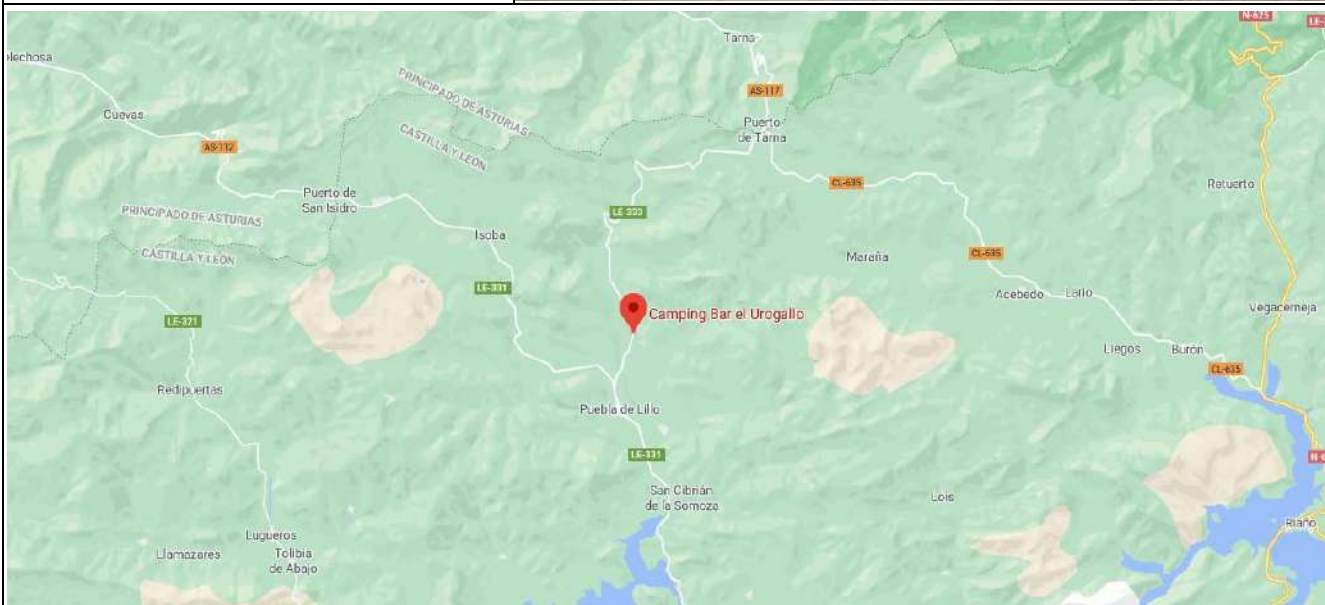 N-625
Tarna
PRINCIPADO DE ASTURIAS
CASTILLA Y LEÓN
AS-117
Cuevas
Puerto
de Tarna
AS-112
CL-635
Retuerto
Puerto de
San Isidro
PRINCIPADO DE ASTURIAS
CASTILLA Y LEÓN
LE-333
Isoba
Maraña
CL-635
LE-331
Acebedo
Lario
Vegacerneja
Camping Bar el Urogallo
LE-321
Liegos
Burón
CL-635
Redipuertas
Puebla de Lillo
LE-331
San Cibrián
de la Somoza
Lois
Riaño
Lugueros
Llamazares
Tolibia
de Abajo